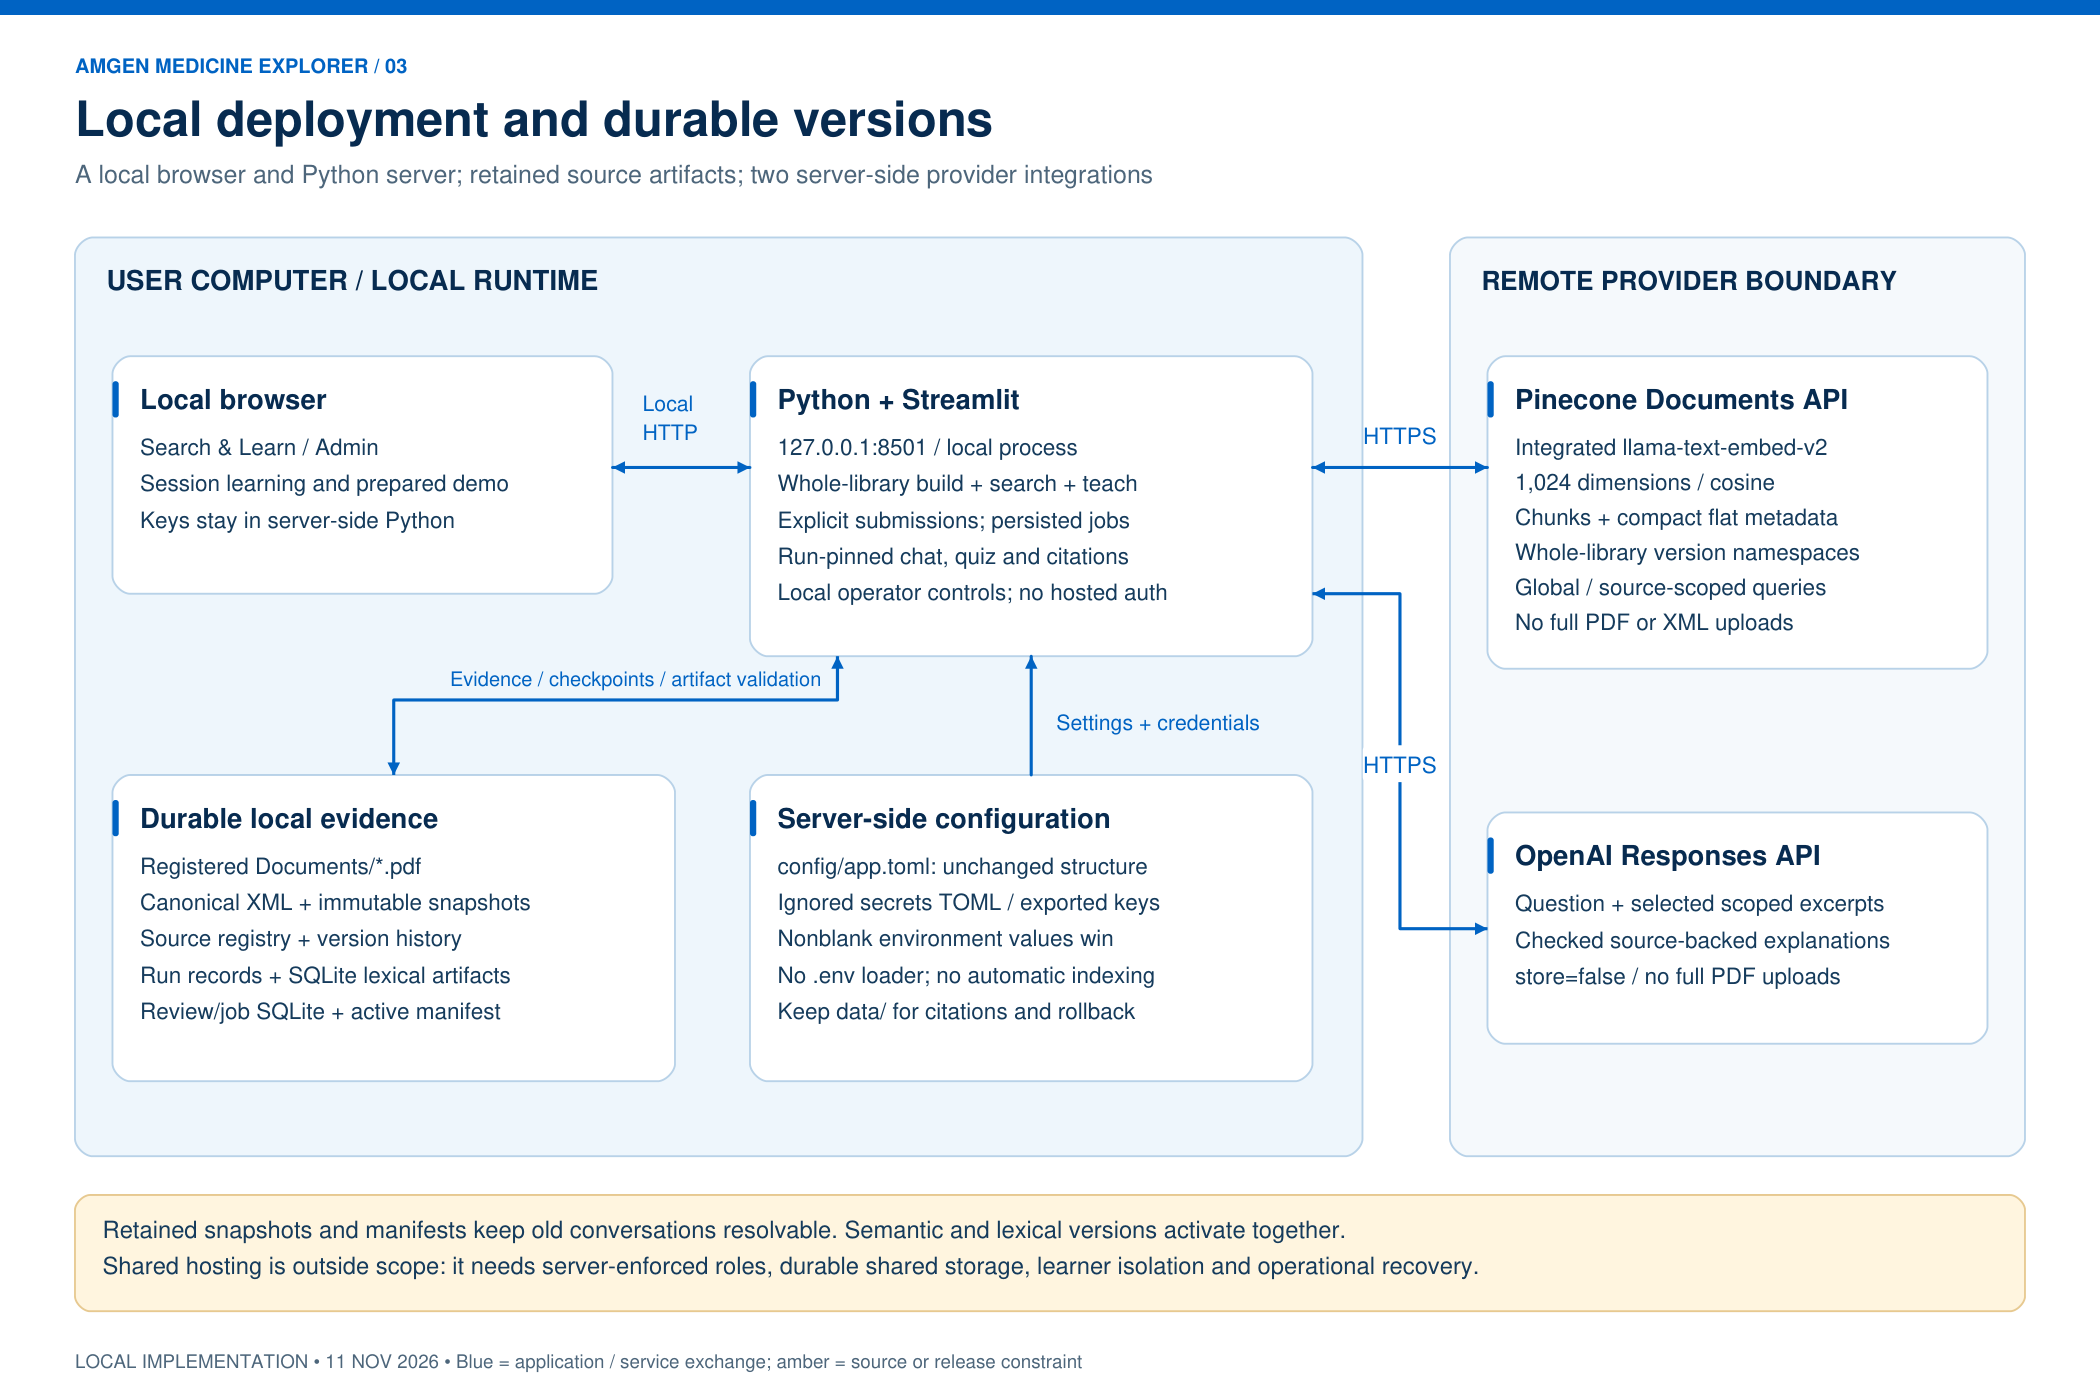 AMGEN MEDICINE EXPLORER / 03
Local deployment and durable versions
A local browser and Python server; retained source artifacts; two server-side provider integrations
USER COMPUTER / LOCAL RUNTIME
Local browser
Search & Learn / Admin
Session learning and prepared demo
Keys stay in server-side Python
Local
HTTP
Python + Streamlit
127.0.0.1:8501 / local process
Whole-library build + search + teach
Explicit submissions; persisted jobs
Run-pinned chat, quiz and citations
Local operator controls; no hosted auth
Evidence / checkpoints / artifact validation
Settings + credentials
Durable local evidence
Registered Documents/*.pdf
Canonical XML + immutable snapshots
Source registry + version history
Run records + SQLite lexical artifacts
Review/job SQLite + active manifest
Server-side configuration
config/app.toml: unchanged structure
Ignored secrets TOML / exported keys
Nonblank environment values win
No .env loader; no automatic indexing
Keep data/ for citations and rollback
HTTPS
HTTPS
REMOTE PROVIDER BOUNDARY
Pinecone Documents API
Integrated llama-text-embed-v2
1,024 dimensions / cosine
Chunks + compact flat metadata
Whole-library version namespaces
Global / source-scoped queries
No full PDF or XML uploads
OpenAI Responses API
Question + selected scoped excerpts
Checked source-backed explanations
store=false / no full PDF uploads
Retained snapshots and manifests keep old conversations resolvable. Semantic and lexical versions activate together.
Shared hosting is outside scope: it needs server-enforced roles, durable shared storage, learner isolation and operational recovery.
LOCAL IMPLEMENTATION • 11 NOV 2026 • Blue = application / service exchange; amber = source or release constraint